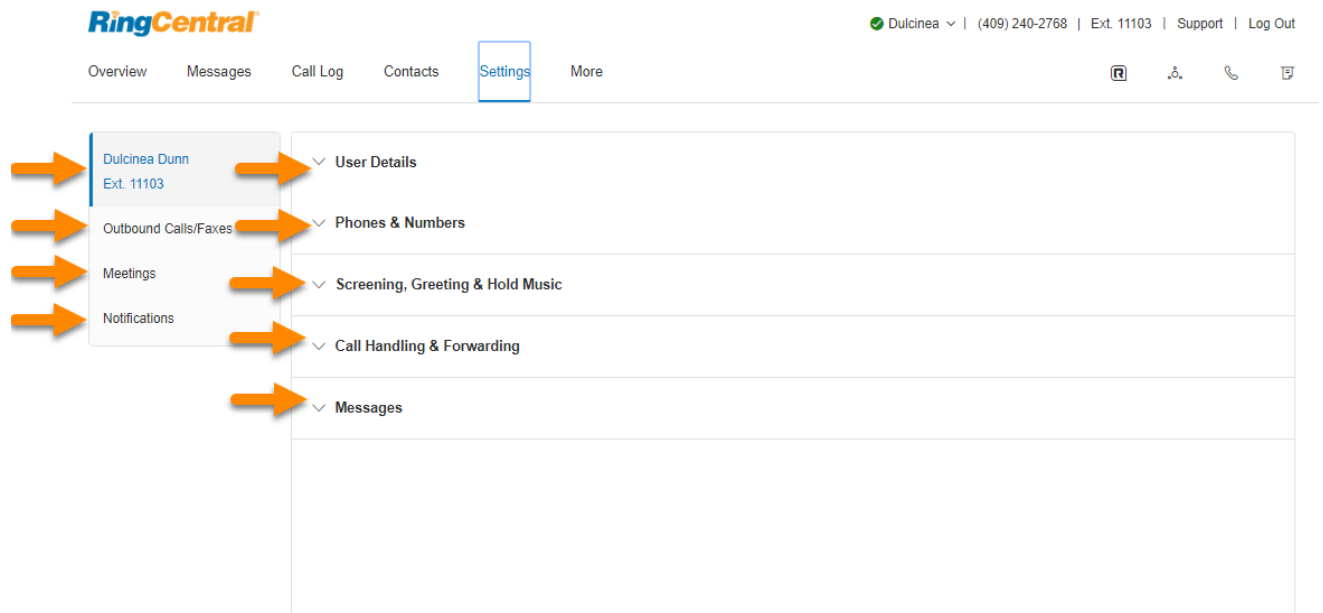 RingCentral
Dulcinea | (409) 240-2768 | Ext. 11103 | Support | Log Out
Overview Messages Call Log Contacts Settings More
Dulcinea Dunn
Ext. 11103
Outbound Calls/Faxes
Meetings
Notifications
User Details
Phones & Numbers
Screening, Greeting & Hold Music
Call Handling & Forwarding
Messages